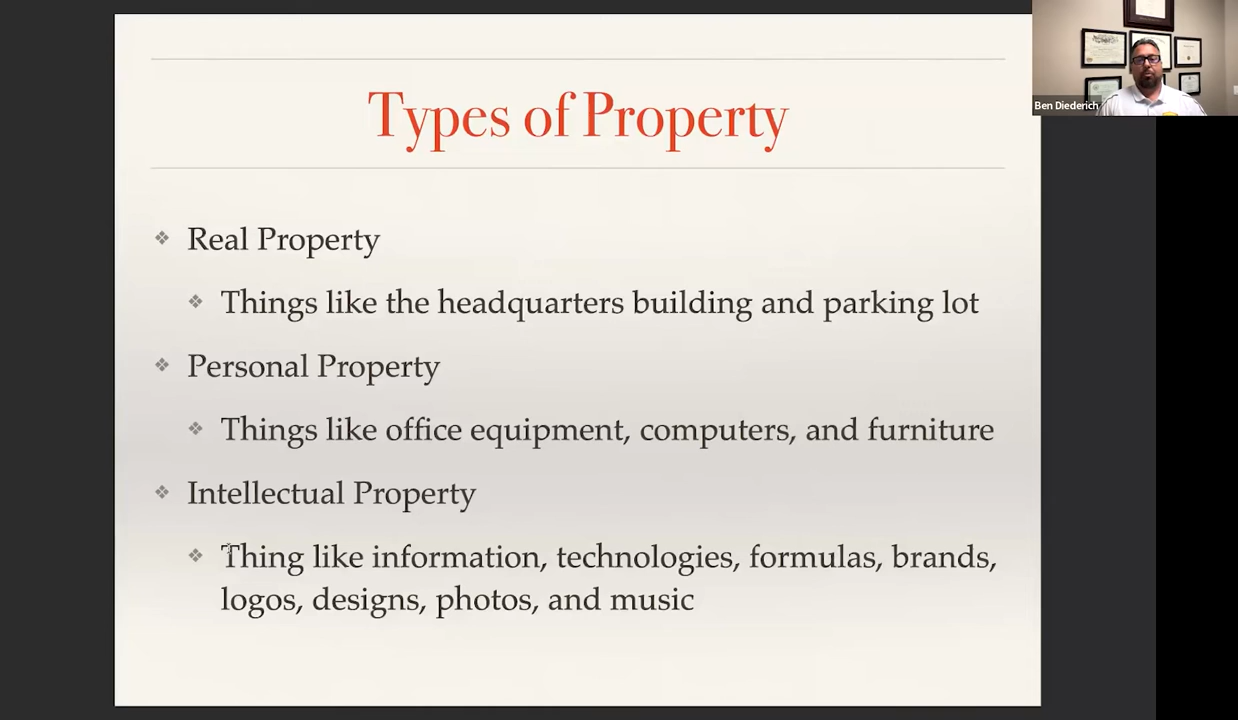 Types of Property
Ben Diederich
Real Property
Things like the headquarters building and parking lot
Personal Property
Things like office equipment, computers, and furniture
Intellectual Property
Thing like information, technologies, formulas, brands,
logos, designs, photos, and music